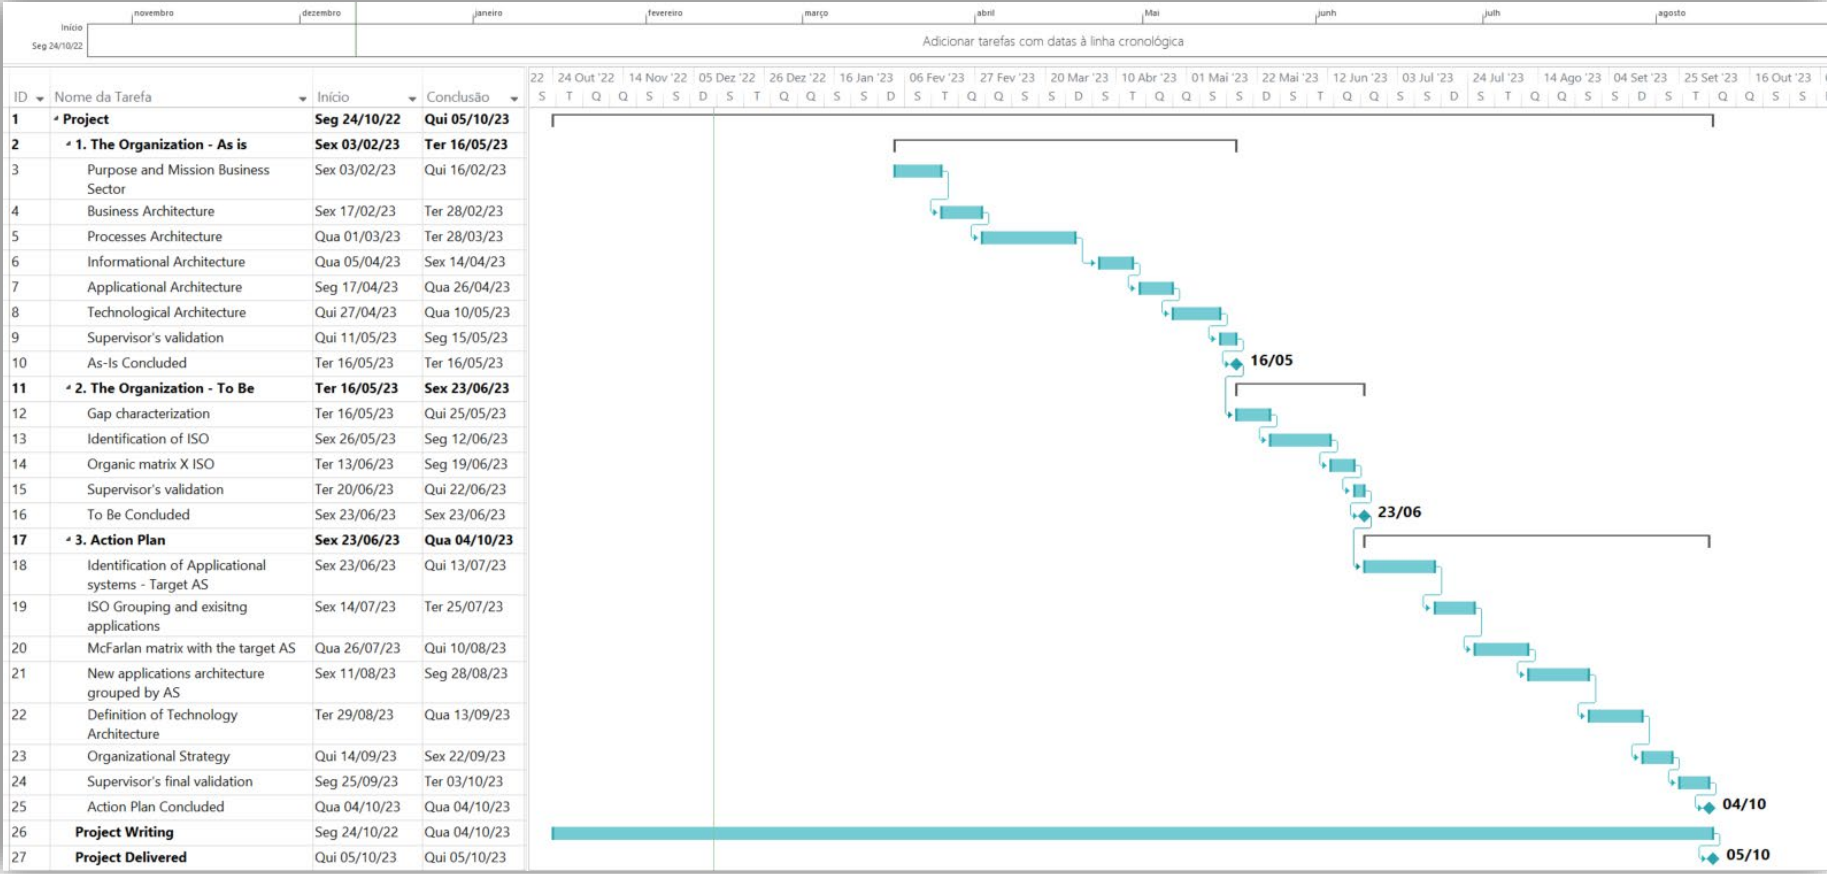 novembro dezembro janeiro fevereiro março abril Mai junh julh agosto
Início
Seg 24/10/22
Adicionar tarefas com datas à linha cronológica
22 24 Out '22 14 Nov '22 05 Dez '22 26 Dez '22 16 Jan '23 06 Fev '23 27 Fev '23 20 Mar '23 10 Abr '23 01 Mai '23 22 Mai '23 12 Jun '23 03 Jul '23 24 Jul '23 14 Ago '23 04 Set '23 25 Set '23 16 Out '23
ID Nome da Tarefa Início Conclusão S T Q Q S S D S T Q Q S S D S T Q Q S S D S T Q Q S S D S T Q Q S S D S T Q Q S S D S T Q Q S S
1 Project Seg 24/10/22 Qui 05/10/23
2 1. The Organization - As is Sex 03/02/23 Ter 16/05/23
3 Purpose and Mission Business Sex 03/02/23 Qui 16/02/23
Sector
4 Business Architecture Sex 17/02/23 Ter 28/02/23
5 Processes Architecture Qua 01/03/23 Ter 28/03/23
6 Informational Architecture Qua 05/04/23 Sex 14/04/23
7 Applicational Architecture Seg 17/04/23 Qua 26/04/23
8 Technological Architecture Qui 27/04/23 Qua 10/05/23
9 Supervisor's validation Qui 11/05/23 Seg 15/05/23
10 As-Is Concluded Ter 16/05/23 Ter 16/05/23 16/05
11 2. The Organization - To Be Ter 16/05/23 Sex 23/06/23
12 Gap characterization Ter 16/05/23 Qui 25/05/23
13 Identification of ISO Sex 26/05/23 Seg 12/06/23
14 Organic matrix X ISO Ter 13/06/23 Seg 19/06/23
15 Supervisor's validation Ter 20/06/23 Qui 22/06/23
16 To Be Concluded Sex 23/06/23 Sex 23/06/23 23/06
17 3. Action Plan Sex 23/06/23 Qua 04/10/23
18 Identification of Applicational Sex 23/06/23 Qui 13/07/23
systems - Target AS
19 ISO Grouping and exisitng Sex 14/07/23 Ter 25/07/23
applications
20 McFarlan matrix with the target AS Qua 26/07/23 Qui 10/08/23
21 New applications architecture Sex 11/08/23 Seg 28/08/23
grouped by AS
22 Definition of Technology Ter 29/08/23 Qua 13/09/23
Architecture
23 Organizational Strategy Qui 14/09/23 Sex 22/09/23
24 Supervisor's final validation Seg 25/09/23 Ter 03/10/23
25 Action Plan Concluded Qua 04/10/23 Qua 04/10/23 04/10
26 Project Writing Seg 24/10/22 Qua 04/10/23
27 Project Delivered Qui 05/10/23 Qui 05/10/23 05/10